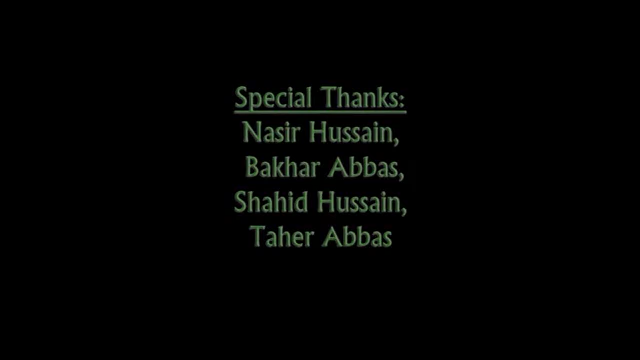 Special Thanks:
Nasir Hussain,
Bakhar Abbas,
Shahid Hussain,
Taher Abbas